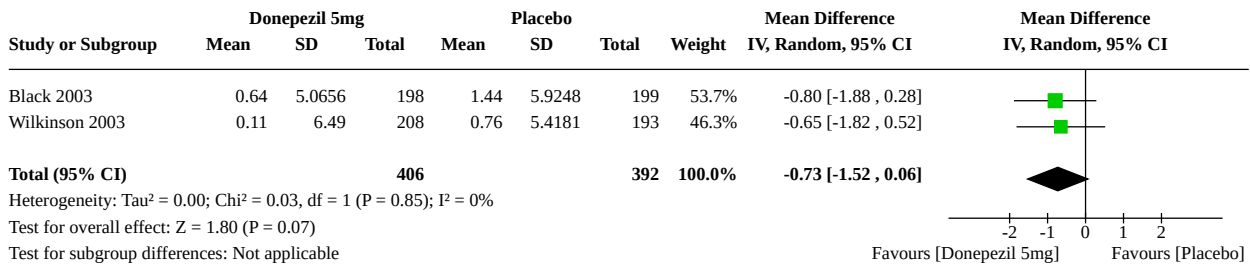 Donepezil 5mg Placebo Mean Difference Mean Difference
Study or Subgroup Mean SD Total Mean SD Total Weight IV, Random, 95% CI IV, Random, 95% CI
Black 2003 0.64 5.0656 198 1.44 5.9248 199 53.7% -0.80 [-1.88 , 0.28]
Wilkinson 2003 0.11 6.49 208 0.76 5.4181 193 46.3% -0.65 [-1.82 , 0.52]
Total (95% CI) 406 392 100.0% -0.73 [-1.52 , 0.06]
Heterogeneity: Tau² = 0.00; Chi² = 0.03, df = 1 (P = 0.85); I² = 0%
Test for overall effect: Z = 1.80 (P = 0.07)
-2 -1 0 1 2
Test for subgroup differences: Not applicable Favours [Donepezil 5mg] Favours [Placebo]